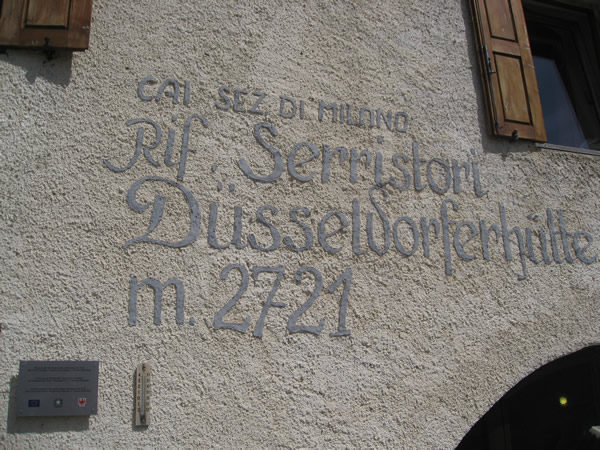 CAI SEZ. DI MILANO
Rif Serristori
Düsseldorferhütte
m. 2721